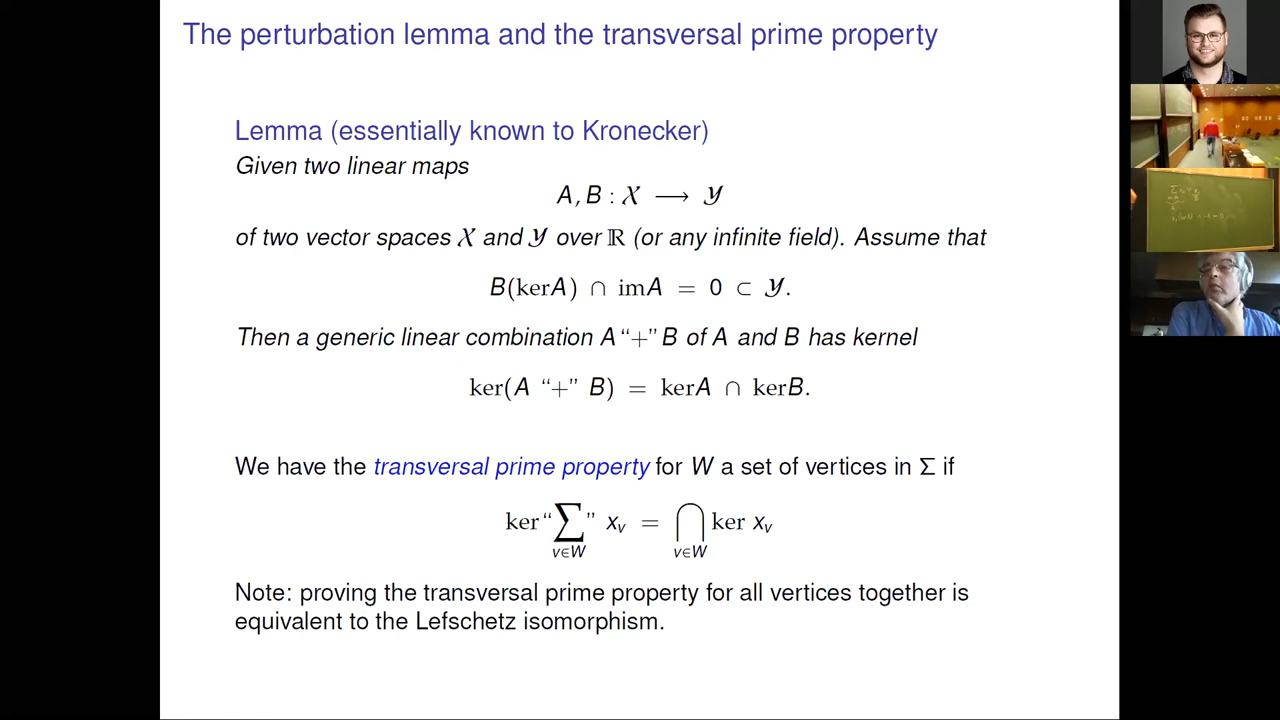 The perturbation lemma and the transversal prime property
Lemma (essentially known to Kronecker)
Given two linear maps
A, B : 𝒳 ⟶ 𝒴
of two vector spaces 𝒳 and 𝒴 over ℝ (or any infinite field). Assume that
B(kerA) ∩ imA = 0 ⊂ 𝒴.
Then a generic linear combination A “+” B of A and B has kernel
ker(A “+” B) = kerA ∩ kerB.
We have the transversal prime property for W a set of vertices in Σ if
ker “∑” x_v = ⋂ ker x_v
v∈W v∈W
Note: proving the transversal prime property for all vertices together is
equivalent to the Lefschetz isomorphism.